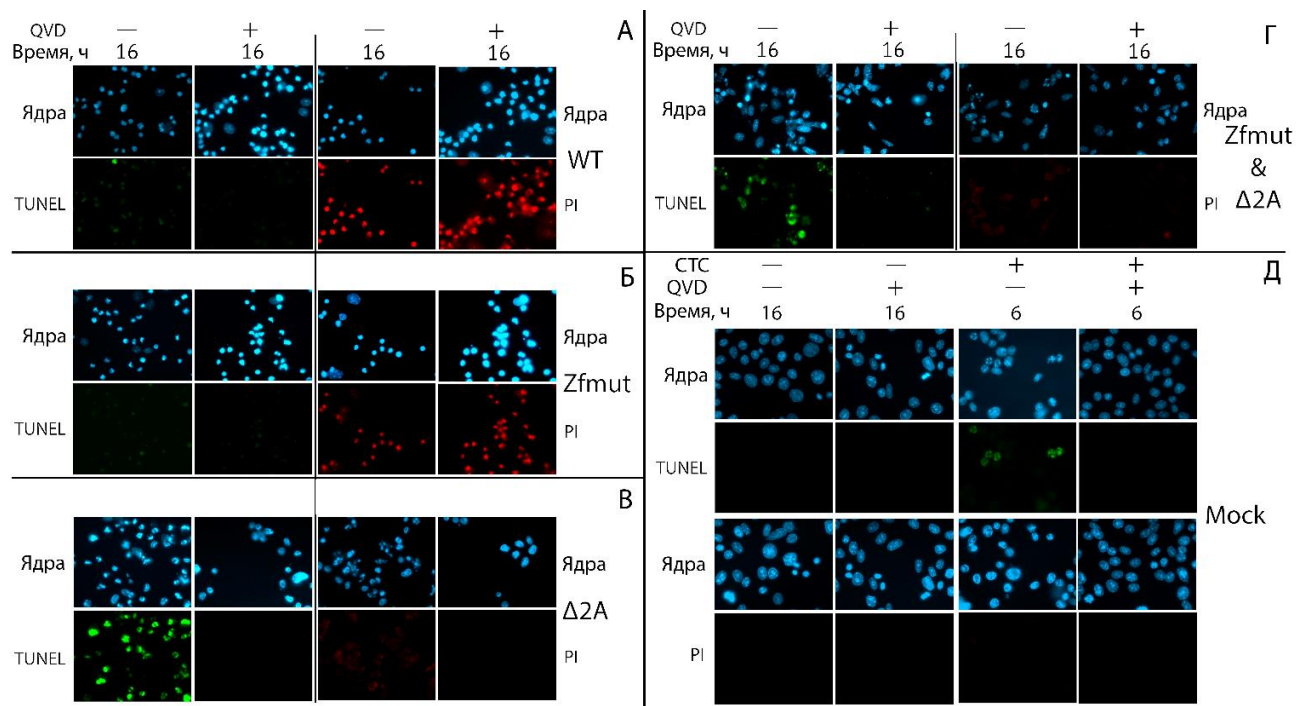 QVD — + — + А
Время, ч 16 16 16 16
Ядра Ядра
WT
TUNEL PI
Б
Ядра Ядра
Zfmut
TUNEL PI
В
Ядра Ядра
Δ2A
TUNEL PI
QVD — + — + Г
Время, ч 16 16 16 16
Ядра Ядра
Zfmut
&
TUNEL PI Δ2A
CTC — — + + Д
QVD — + — +
Время, ч 16 16 6 6
Ядра
TUNEL
Mock
Ядра
PI